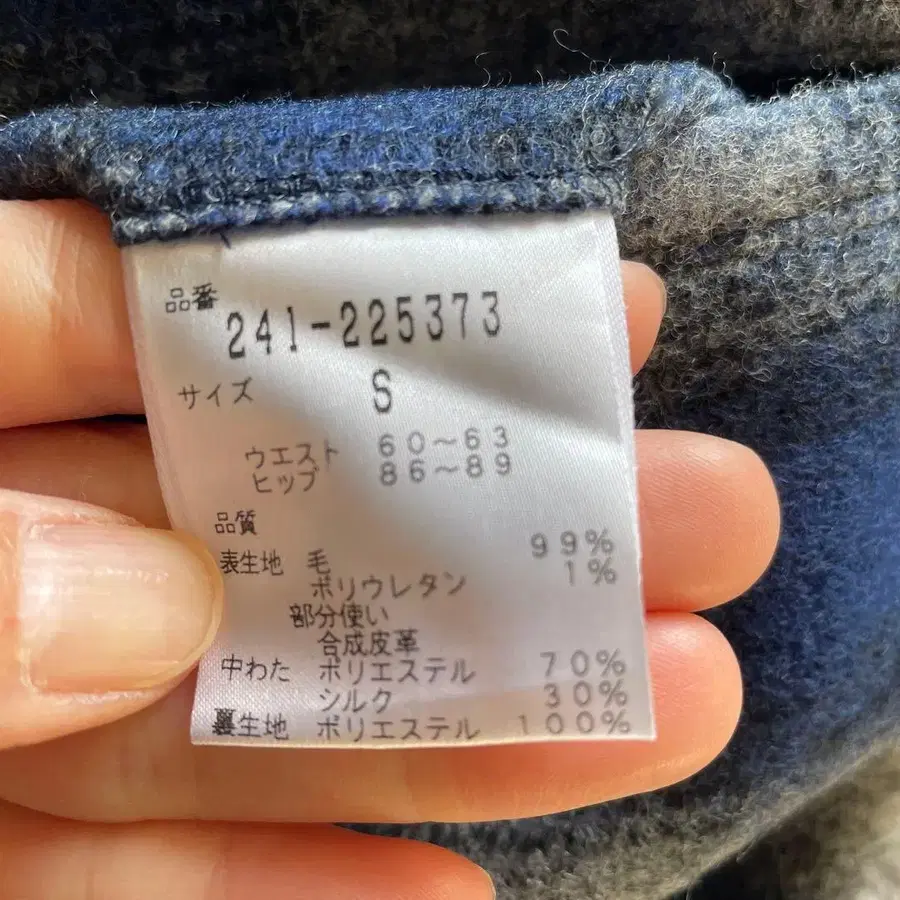 品番
241-225373
サイズ S
ウエスト 60～63
ヒップ 86～89
品質
表生地 毛 99%
ポリウレタン 1%
部分使い
合成皮革
中わた ポリエステル 70%
シルク 30%
裏生地 ポリエステル 100%